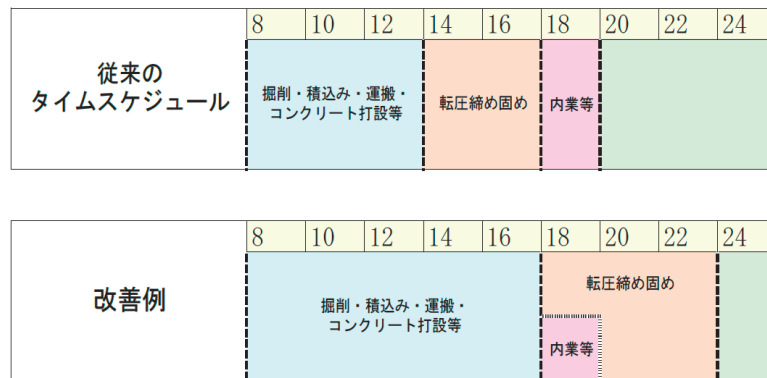 8 10 12 14 16 18 20 22 24
従来の
タイムスケジュール
掘削・積込み・運搬・
コンクリート打設等
転圧締め固め
内業等
8 10 12 14 16 18 20 22 24
改善例
掘削・積込み・運搬・
コンクリート打設等
転圧締め固め
内業等